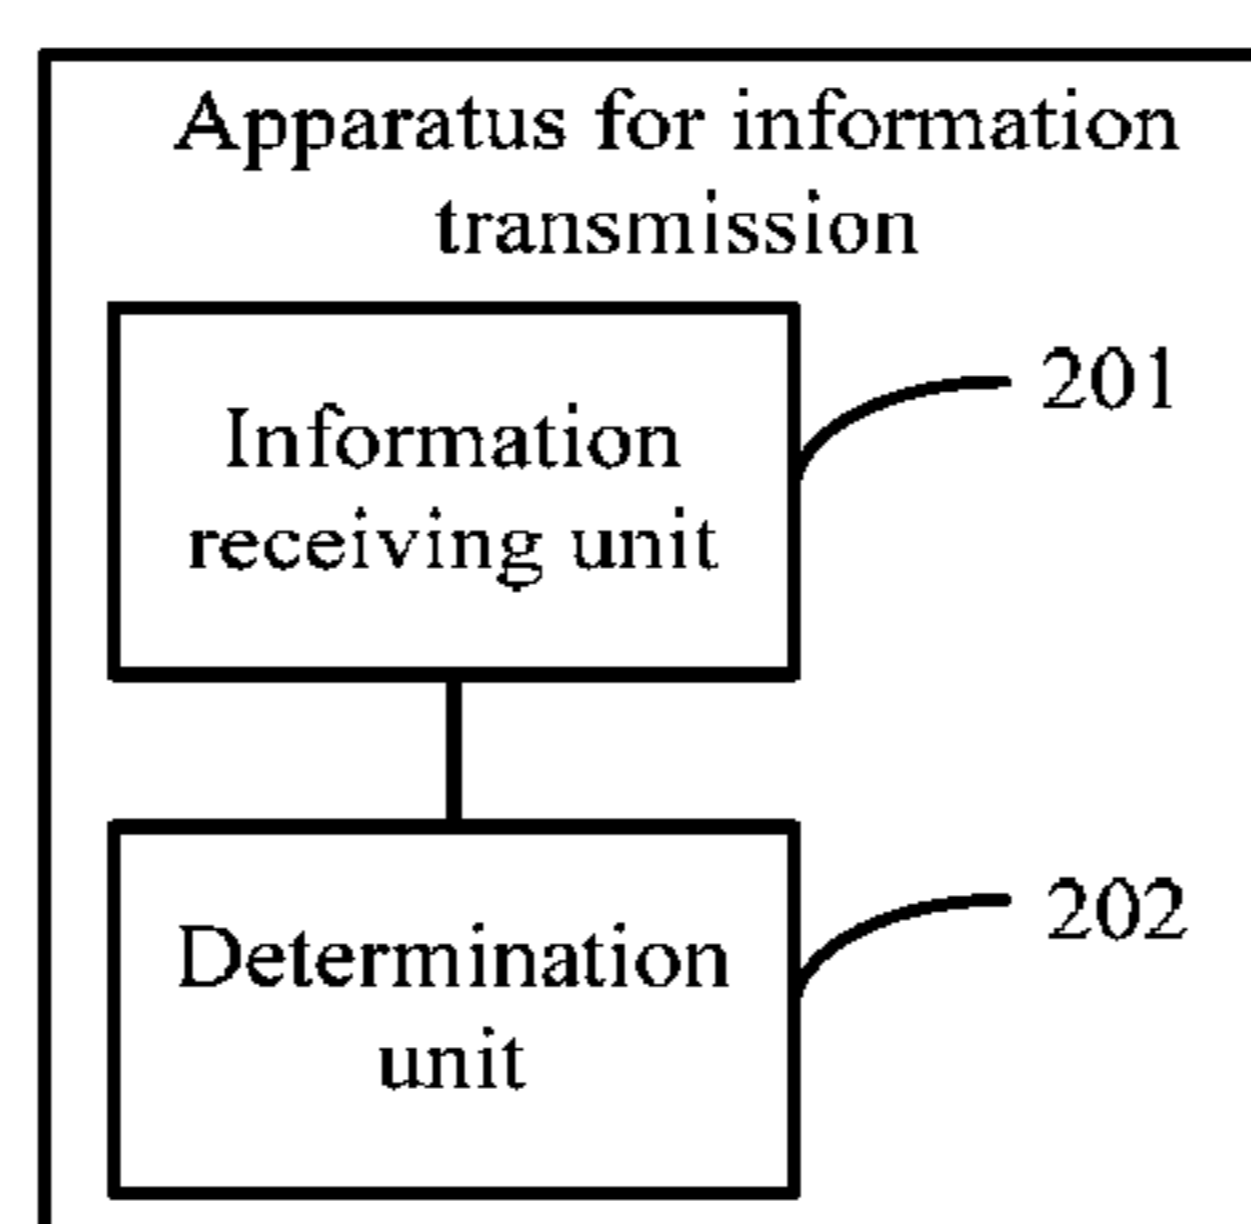 Apparatus for information
transmission
Information
receiving unit
201
Determination
unit
202